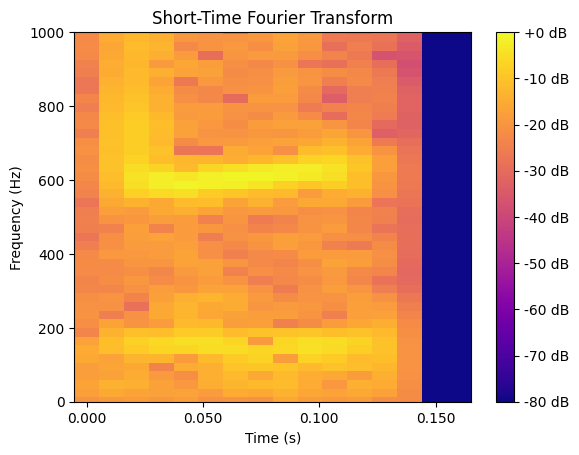 Short-Time Fourier Transform
1000
800
600
400
200
0
Frequency (Hz)
0.000
0.050
0.100
0.150
Time (s)
+0 dB
-10 dB
-20 dB
-30 dB
-40 dB
-50 dB
-60 dB
-70 dB
-80 dB